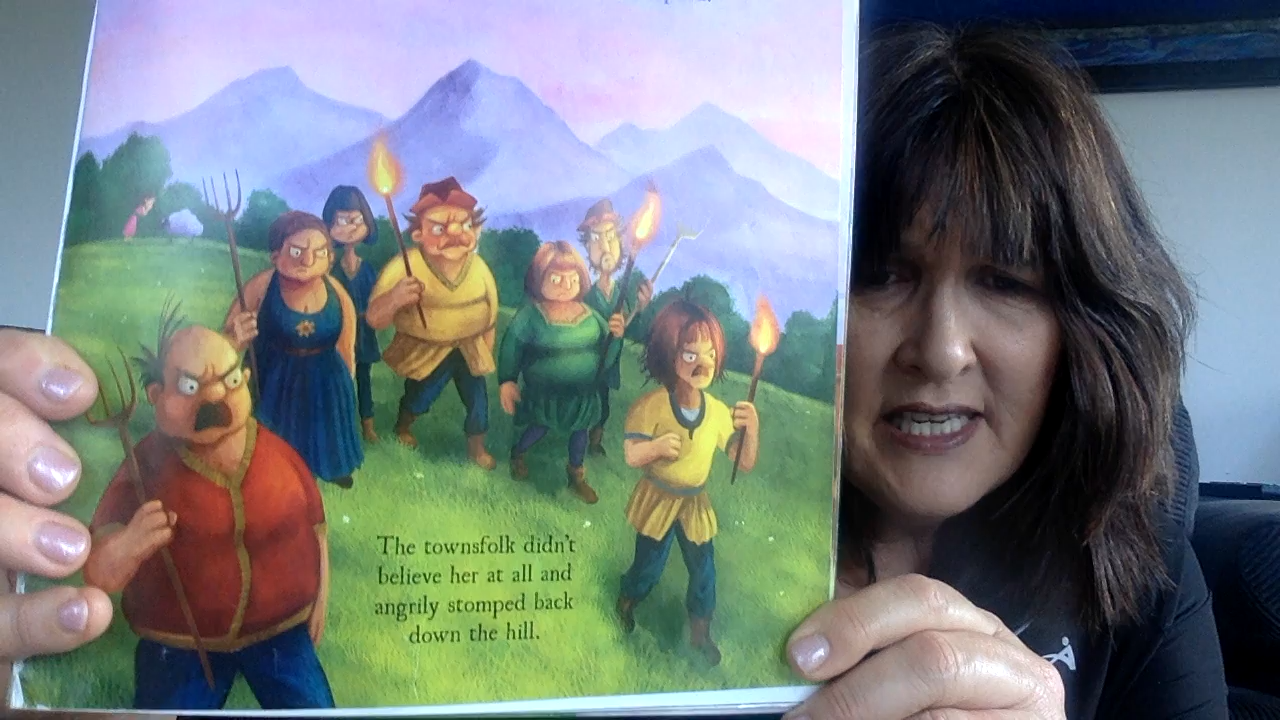 The townsfolk didn't
believe her at all and
angrily stomped back
down the hill.